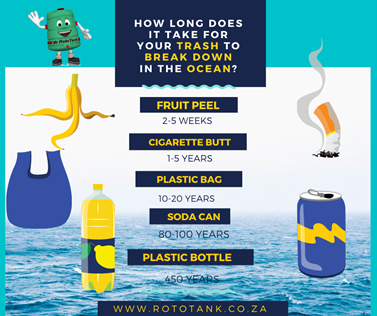 HOW LONG DOES
IT TAKE FOR
YOUR TRASH TO
BREAK DOWN
IN THE OCEAN?
FRUIT PEEL
2-5 WEEKS
CIGARETTE BUTT
1-5 YEARS
PLASTIC BAG
10-20 YEARS
SODA CAN
80-100 YEARS
PLASTIC BOTTLE
450 YEARS
WWW.ROTOTANK.CO.ZA